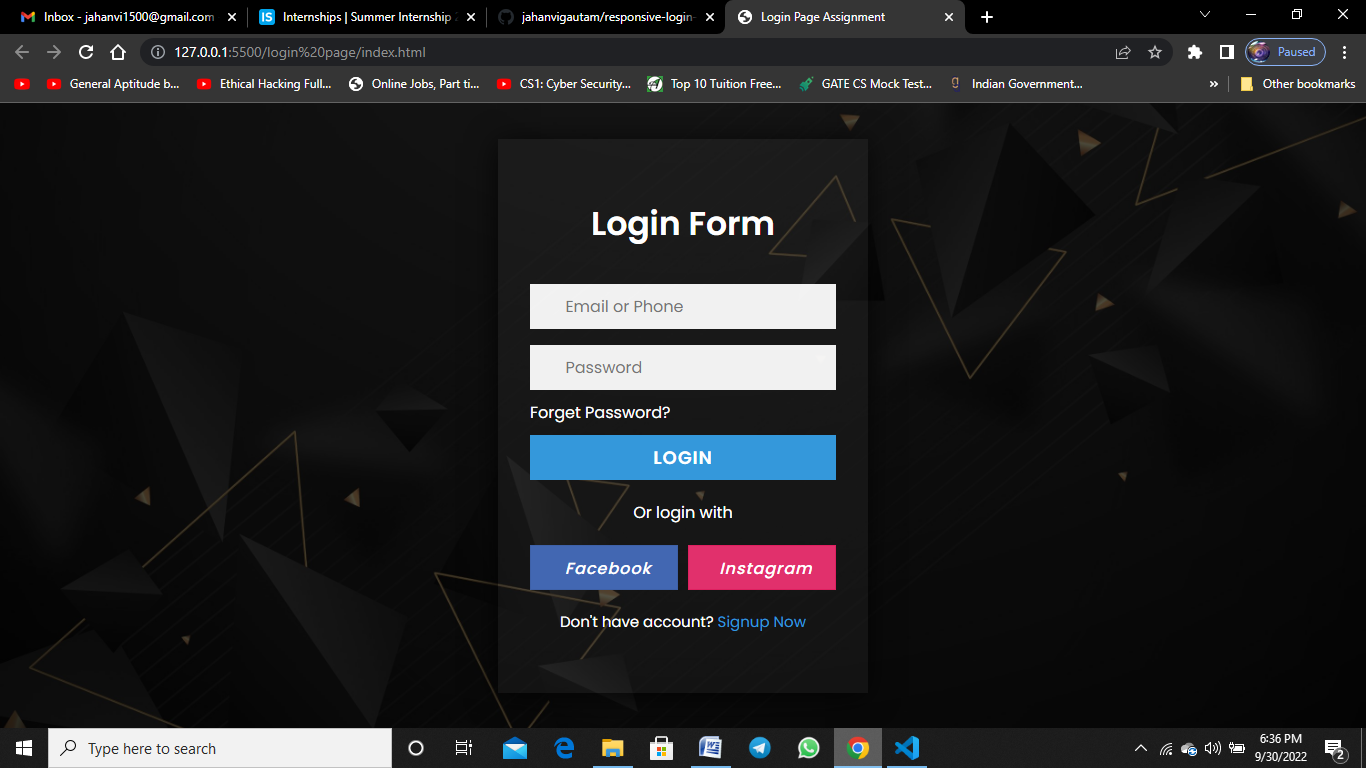 Inbox - jahanvi1500@gmail.com
IS Internships | Summer Internship
jahanvigautam/responsive-login-
Login Page Assignment
127.0.0.1:5500/login%20page/index.html
Paused
General Aptitude b...
Ethical Hacking Full...
Online Jobs, Part ti...
CS1: Cyber Security...
Top 10 Tuition Free...
GATE CS Mock Test...
Indian Government...
Other bookmarks
Login Form
Email or Phone
Password
Forget Password?
LOGIN
Or login with
Facebook
Instagram
Don't have account? Signup Now
Type here to search
6:36 PM
9/30/2022
2